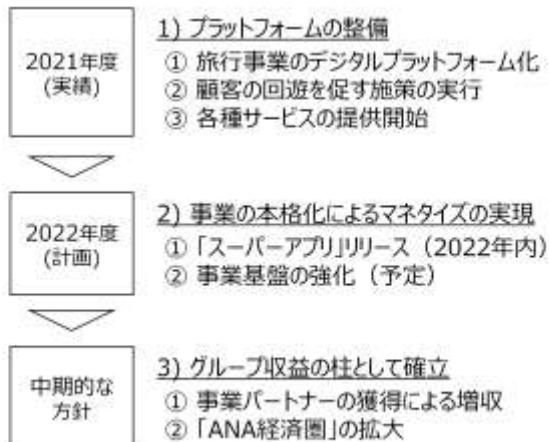 2021年度
(実績)
1) プラットフォームの整備
① 旅行事業のデジタルプラットフォーム化
② 顧客の回遊を促す施策の実行
③ 各種サービスの提供開始
2022年度
(計画)
2) 事業の本格化によるマネタイズの実現
① 「スーパーアプリ」リリース（2022年内）
② 事業基盤の強化（予定）
中期的な
方針
3) グループ収益の柱として確立
① 事業パートナーの獲得による増収
② 「ANA経済圏」の拡大